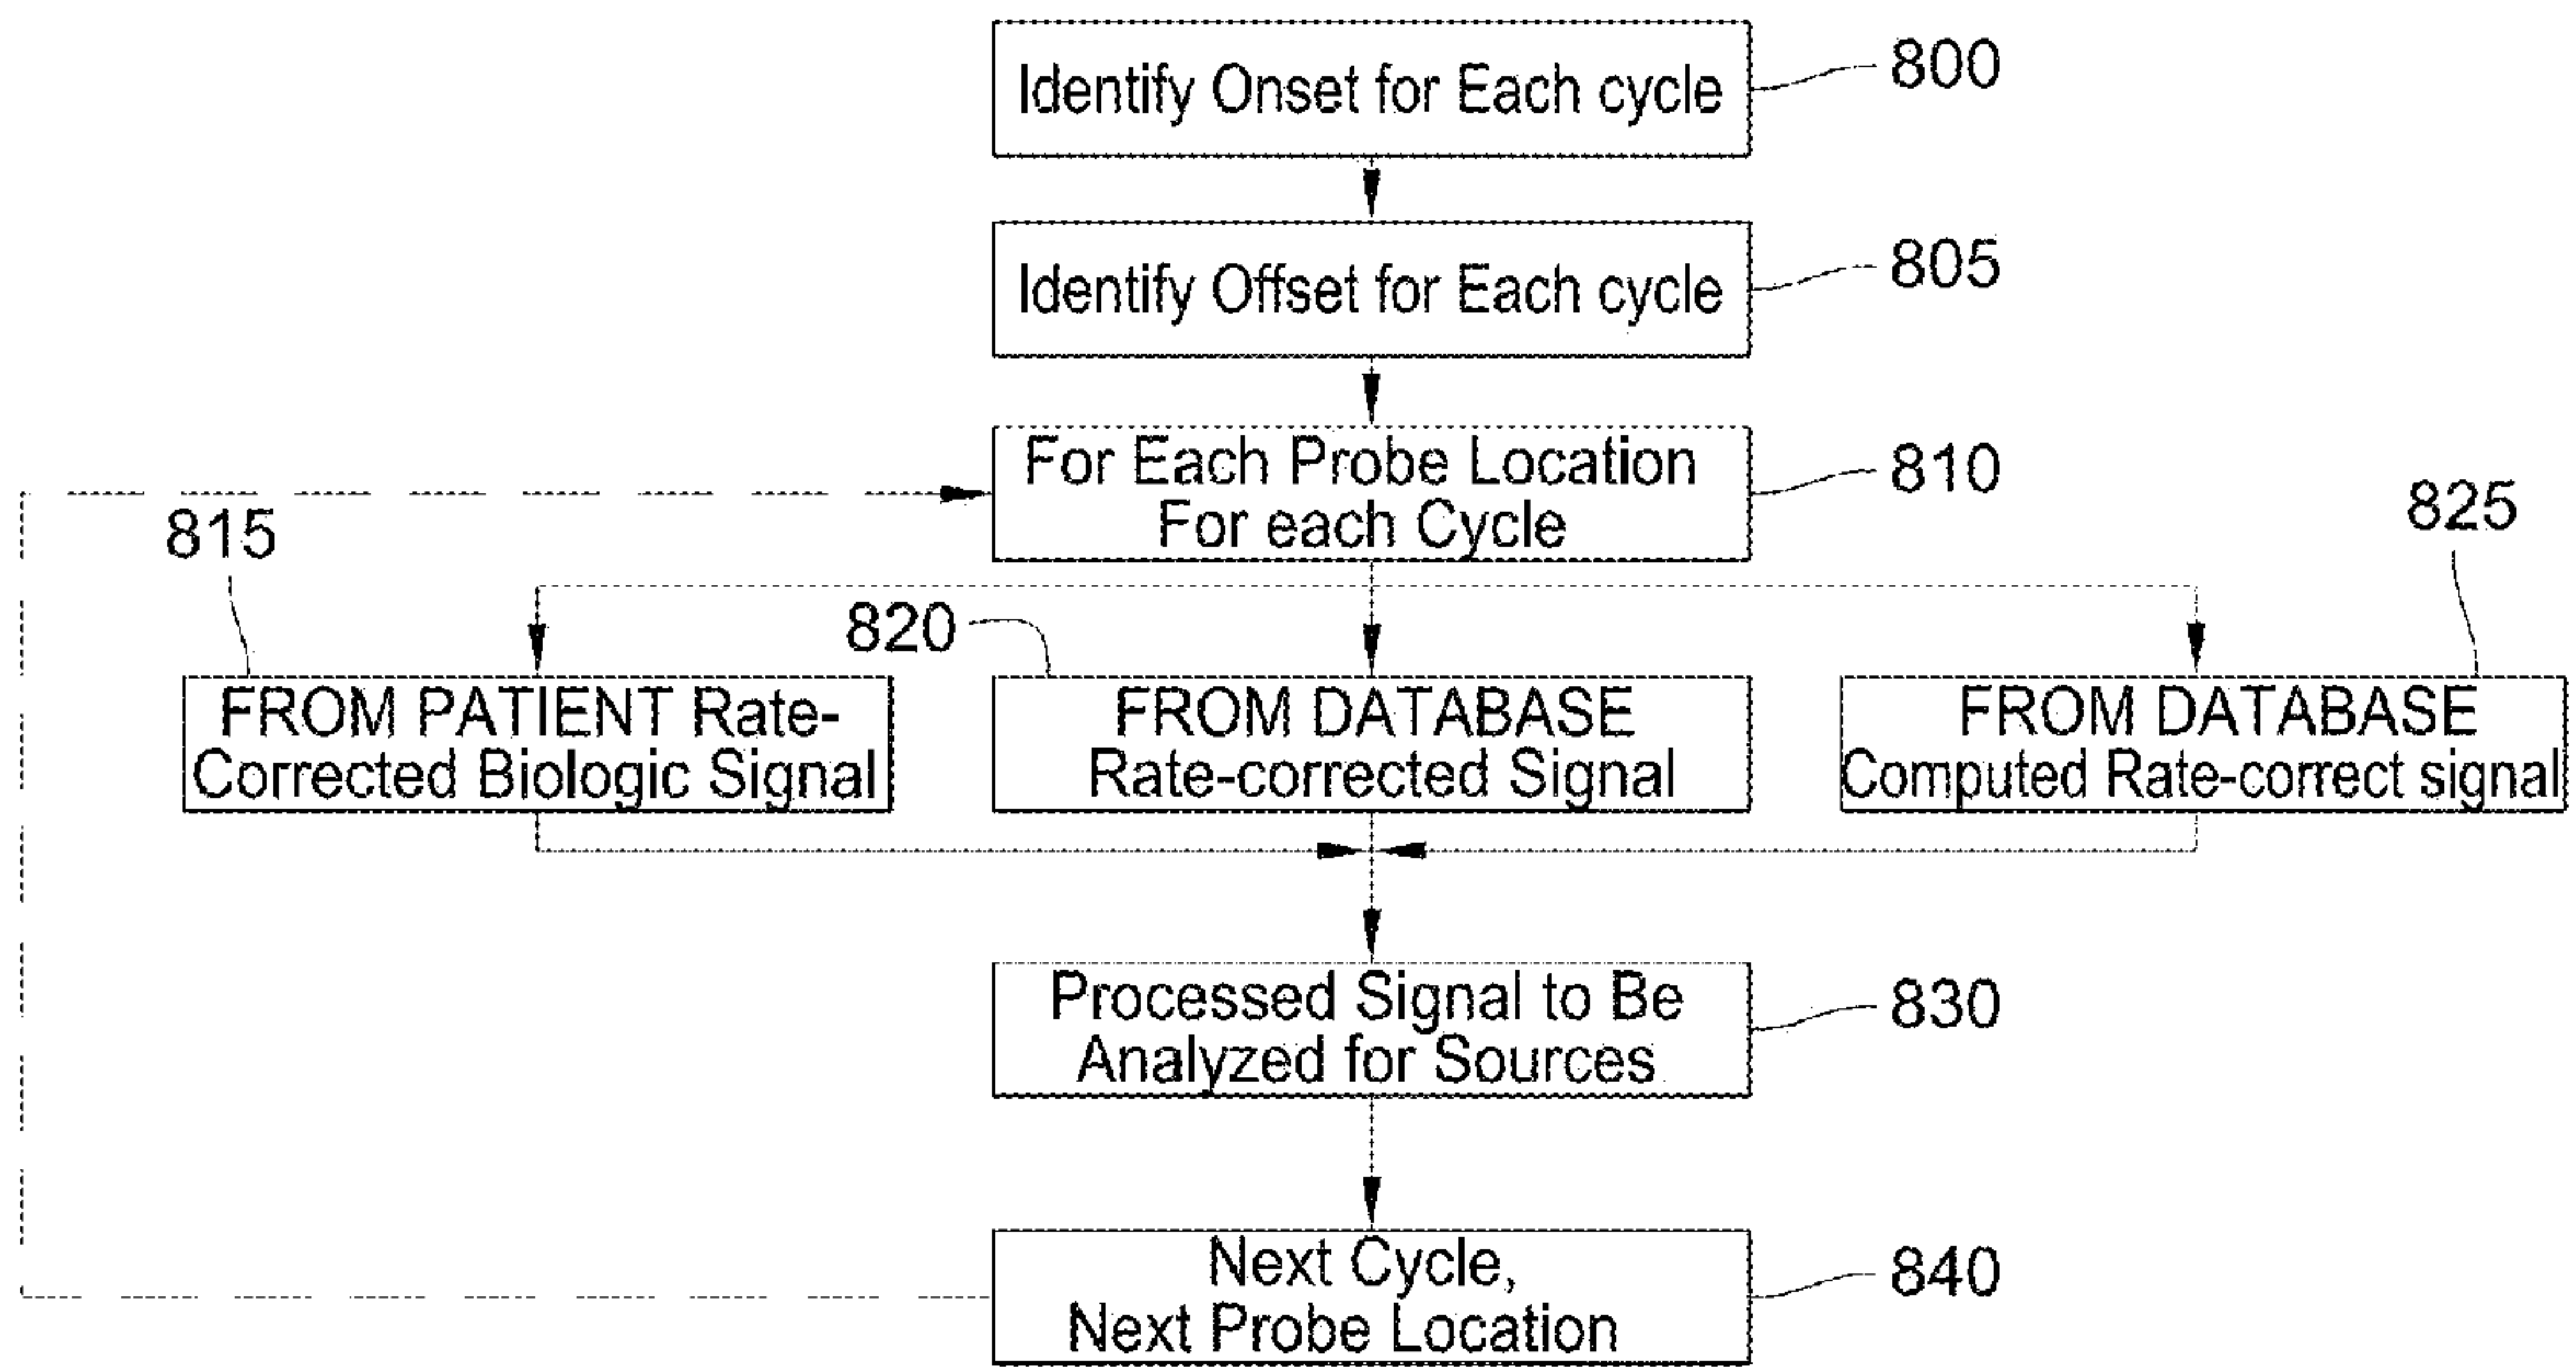 Identify Onset for Each cycle
800
Identify Offset for Each cycle
805
For Each Probe Location
For each Cycle
810
815
820
825
FROM PATIENT Rate-
Corrected Biologic Signal
FROM DATABASE
Rate-corrected Signal
FROM DATABASE
Computed Rate-correct signal
Processed Signal to Be
Analyzed for Sources
830
Next Cycle,
Next Probe Location
840